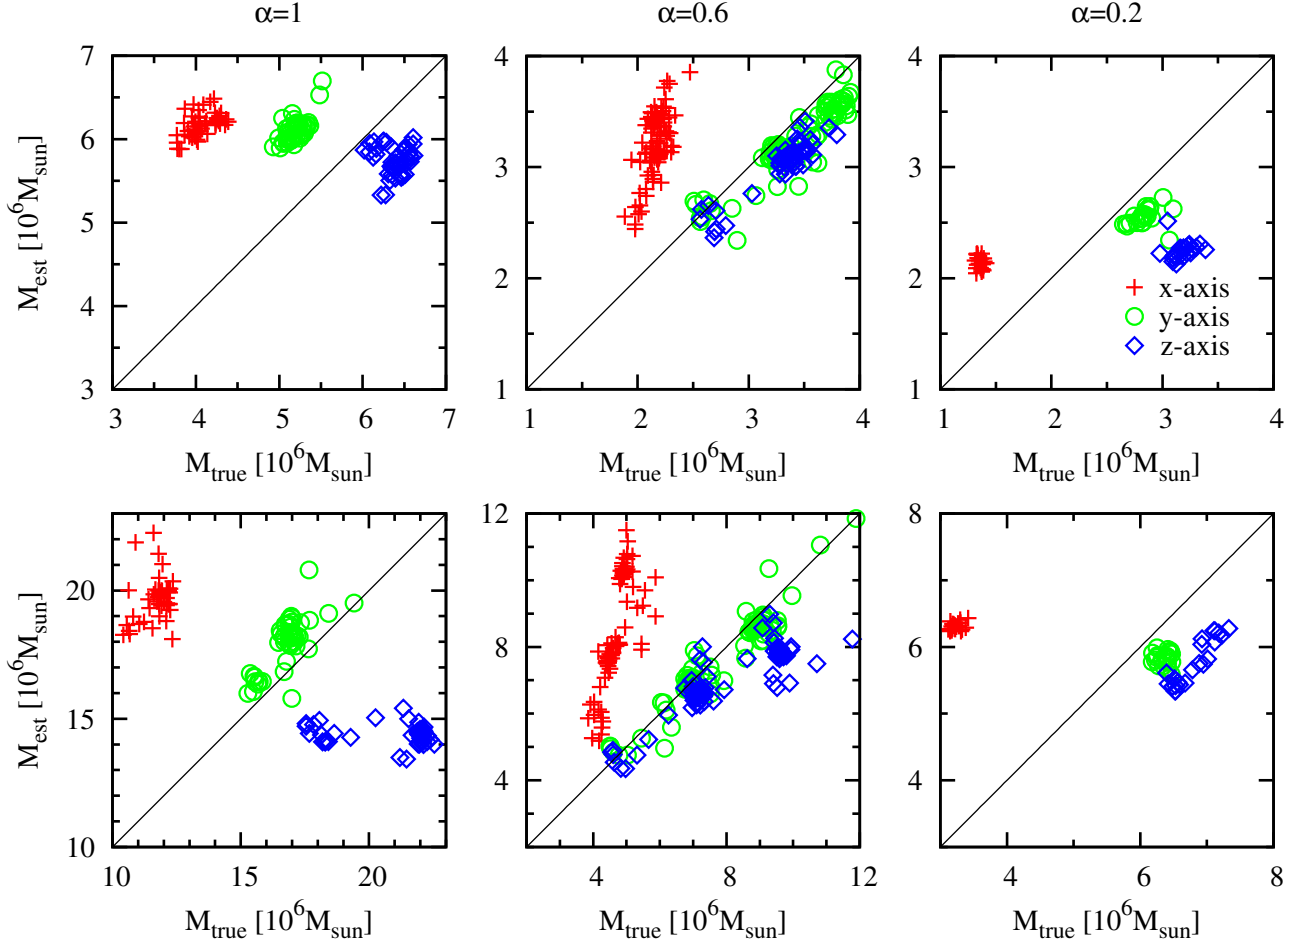 α=1 α=0.6 α=0.2
7 4 4
6 3 3
5
4 2 2
3 1 1
M_est [10^6M_sun]
x-axis
y-axis
z-axis
3 4 5 6 7 1 2 3 4 1 2 3 4
M_true [10^6M_sun] M_true [10^6M_sun] M_true [10^6M_sun]
12 8
20 8 6
15
4 4
10
M_est [10^6M_sun]
10 15 20 4 8 12 4 6 8
M_true [10^6M_sun] M_true [10^6M_sun] M_true [10^6M_sun]